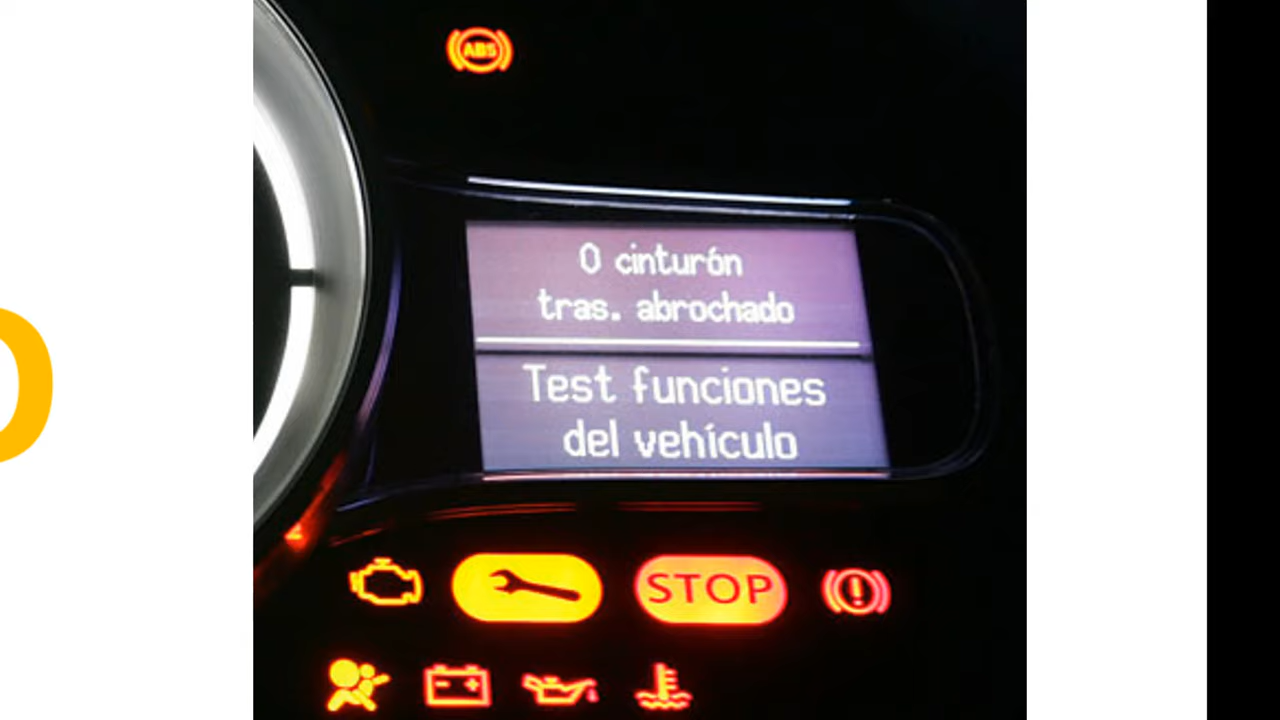 ABS
0 cinturón
tras. abrochado
Test funciones
del vehículo
STOP